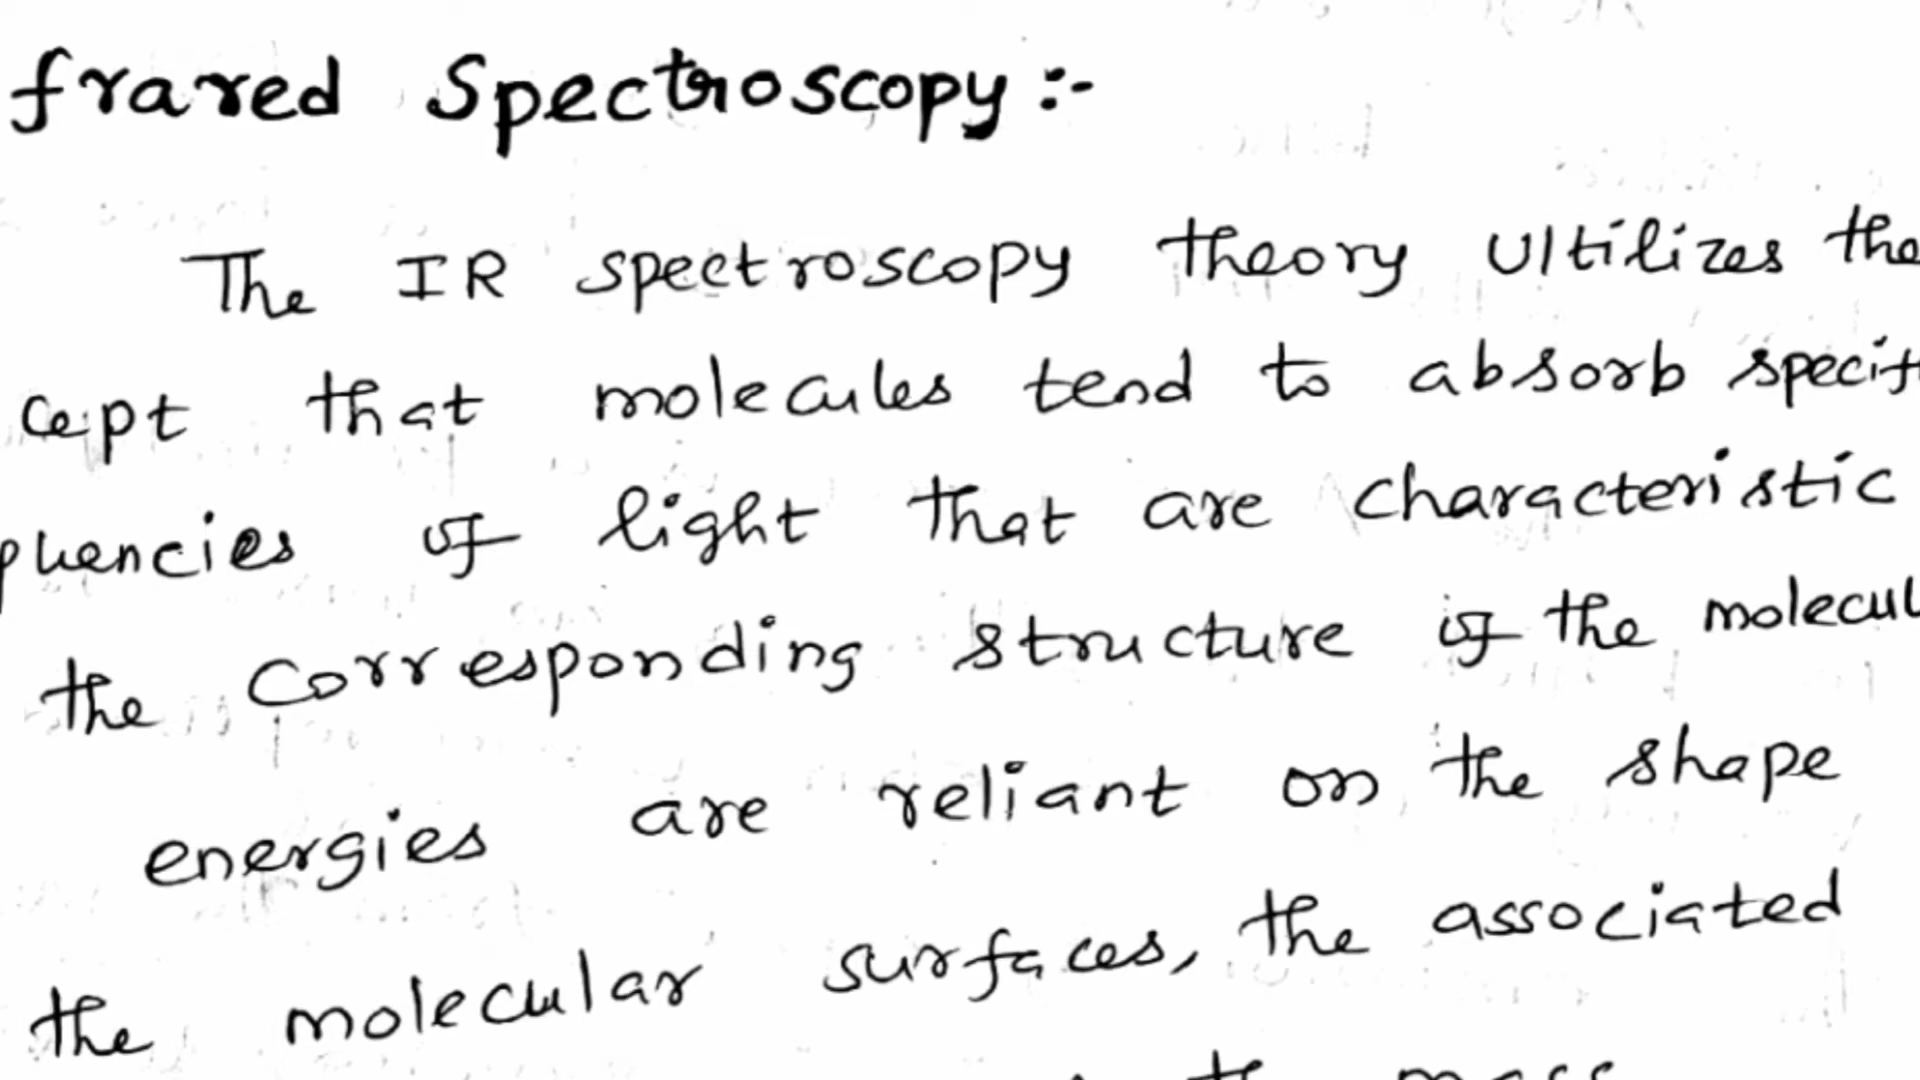 frared Spectroscopy :-
The IR spectroscopy theory Ultilizes the
cept that molecules tend to absorb specif
quencies of light that are characteristic
the corresponding structure of the molecul
energies are reliant on the shape
the molecular surfaces, the associated
mass